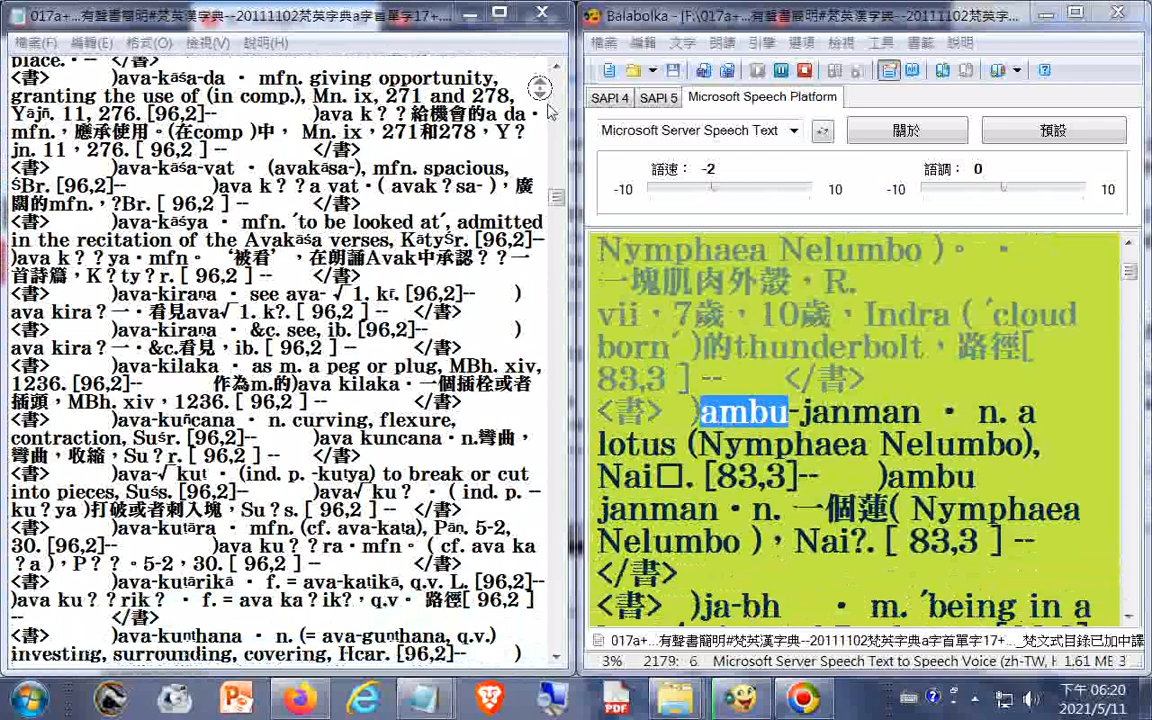 017a+...有聲書簡明#梵英漢字典--20111102梵英字典a字首單字17+...
檔案(F) 編輯(E) 格式(O) 檢視(V) 說明(H)
place.‧-- </書>
<書> )ava-kāśa-da ‧ mfn. giving opportunity,
granting the use of (in comp.), Mn. ix, 271 and 278,
Yājñ. 11, 276. [96,2] )ava k？？給機會的a da‧
mfn.，應承使用。(在comp )中， Mn. ix，271和278，Y？
jn. 11，276. [ 96,2 ] -- </書>
<書> )ava-kāśa-vat ‧ (avakāsa-), mfn. spacious,
ŚBr. [96,2]-- )ava k？？a vat‧( avak？sa- )，廣
闊的mfn.，?Br. [ 96,2 ] -- </書>
<書> )ava-kāśya ‧ mfn. 'to be looked at', admitted
in the recitation of the Avakāśa verses, KātyŚr. [96,2]--
)ava k？？ya‧mfn。‘被看’，在朗誦Avak中承認？？一
首詩篇，K？ty？r. [ 96,2 ] -- </書>
<書> )ava-kiraṇa ‧ see ava-√ 1. kṝ. [96,2]-- )
ava kira？一‧看見ava√ 1. k?. [ 96,2 ] -- </書>
<書> )ava-kirana ‧ &c. see, ib. [96,2]-- )
ava kira？一‧&c.看見，ib. [ 96,2 ] -- </書>
<書> )ava-kilaka ‧ as m. a peg or plug, MBh. xiv,
1236. [96,2] 作為m.的)ava kilaka‧一個插栓或者
插頭，MBh. xiv，1236. [ 96,2 ] -- </書>
<書> )ava-kuñcana ‧ n. curving, flexure,
contraction, Suśr. [96,2]-- )ava kuncana‧n.彎曲，
彎曲，收縮，Su？r. [ 96,2 ] -- </書>
<書> )ava-√ kuṭ ‧ (ind. p. -kuṭya) to break or cut
into pieces, Suśs. [96,2]-- )ava√ ku？‧( ind. p. –
ku？ya )打破或者刺入塊，Su？s. [ 96,2 ] -- </書>
<書> )ava-kuṭāra ‧ mfn. (cf. ava-kaṭa), Pāṇ. 5-2,
30. [96,2]-- )ava ku？？ra‧mfn。( cf. ava ka
？a )，P？？。5-2，30. [ 96,2 ] -- </書>
<書> )ava-kuṭārikā ‧ f. = ava-kaṭikā, q.v. L. [96,2]--
)ava ku？？rik？ ‧ f. = ava ka？ik?，q.v‧ 路徑[ 96,2 ]
-- </書>
<書> )ava-kuṇṭhana ‧ n. (= ava-guṇṭhana, q.v.)
investing, surrounding, covering, Hcar. [96,2]-- )
Balabolka - [F:\017a+...有聲書簡明#梵英漢字典--20111102梵英字典a字首單字17+...
檔案 編輯 文字 朗讀 引擎 選項 檢視 工具 書籤 說明
SAPI 4 SAPI 5 Microsoft Speech Platform
Microsoft Server Speech Text 關於 預設
語速： -2 語調： 0
-10 10 -10 10
Nymphaea Nelumbo )。 ‧
一塊肌肉外殼，R.
vii，7歲，10歲，Indra ( 'cloud
born' )的thunderbolt，路徑[
83,3 ] -- </書>
<書> )ambu-janman ‧ n. a
lotus (Nymphaea Nelumbo),
Nai□. [83,3]-- )ambu
janman‧n. 一個蓮( Nymphaea
Nelumbo )，Nai?. [ 83,3 ] --
</書>
<書> )ja-bh ‧ m. 'being in a
017a+...有聲書簡明#梵英漢字典--20111102梵英字典a字首單字17+..._梵文式目錄已加中譯
3% 2179: 6 Microsoft Server Speech Text to Speech Voice (zh-TW, H 1.61 ME 3
下午 06:20
2021/5/11